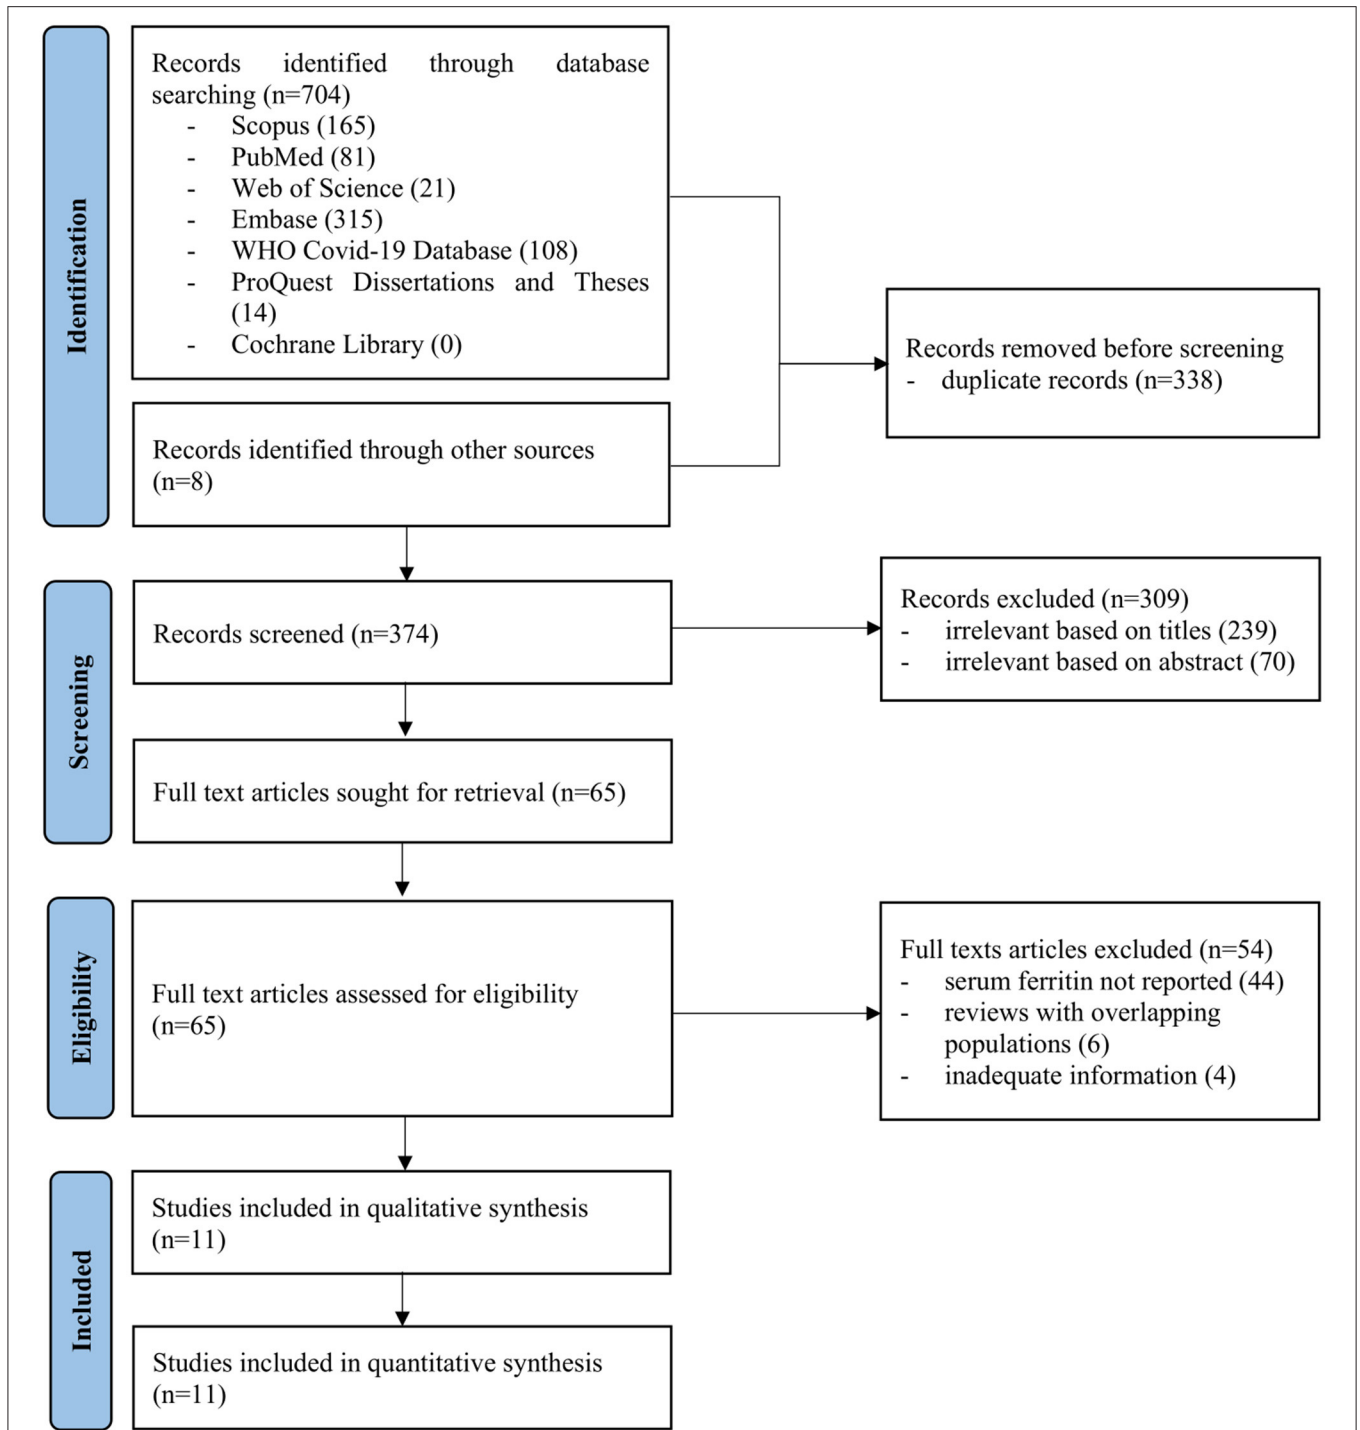 Identification
Records identified through database
searching (n=704)
- Scopus (165)
- PubMed (81)
- Web of Science (21)
- Embase (315)
- WHO Covid-19 Database (108)
- ProQuest Dissertations and Theses
(14)
- Cochrane Library (0)
Records identified through other sources
(n=8)
Records removed before screening
- duplicate records (n=338)
Screening
Records screened (n=374)
Records excluded (n=309)
- irrelevant based on titles (239)
- irrelevant based on abstract (70)
Full text articles sought for retrieval (n=65)
Eligibility
Full text articles assessed for eligibility
(n=65)
Full texts articles excluded (n=54)
- serum ferritin not reported (44)
- reviews with overlapping
populations (6)
- inadequate information (4)
Included
Studies included in qualitative synthesis
(n=11)
Studies included in quantitative synthesis
(n=11)